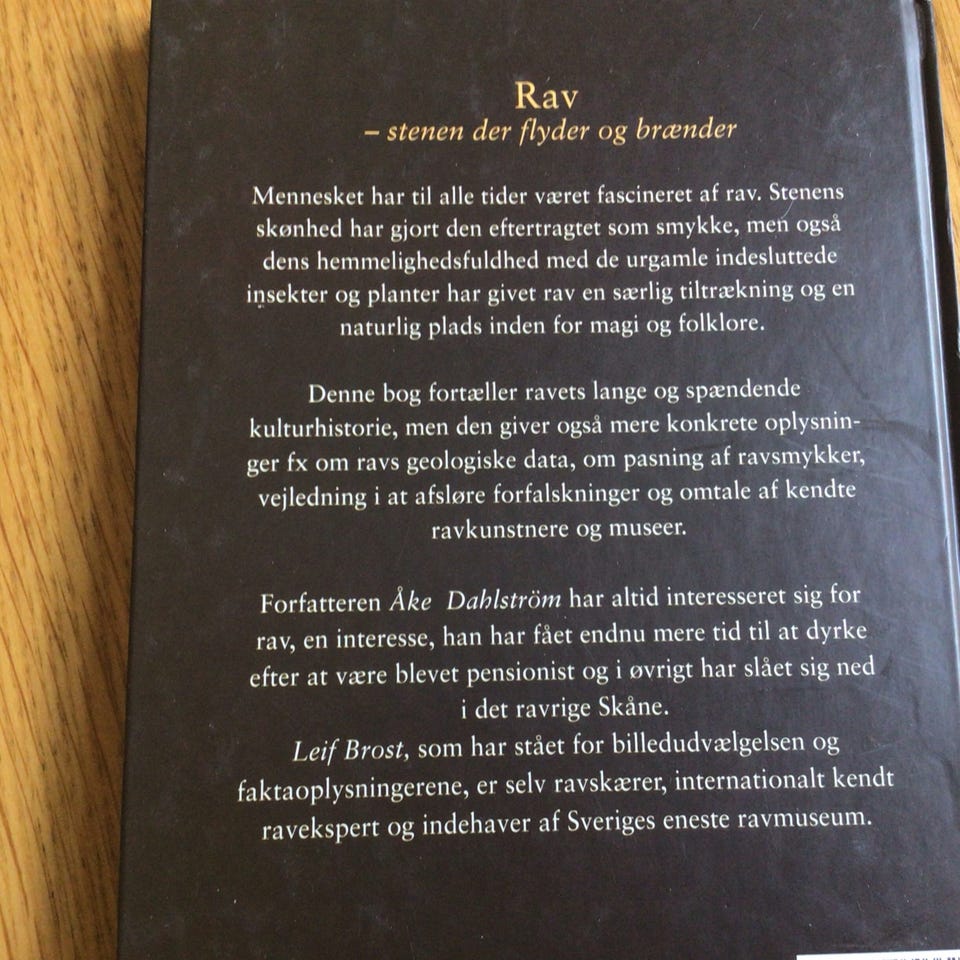 Rav
– stenen der flyder og brænder
Mennesket har til alle tider været fascineret af rav. Stenens
skønhed har gjort den eftertragtet som smykke, men også
dens hemmelighedsfuldhed med de urgamle indesluttede
insekter og planter har givet rav en særlig tiltrækning og en
naturlig plads inden for magi og folklore.
Denne bog fortæller ravets lange og spændende
kulturhistorie, men den giver også mere konkrete oplysnin-
ger fx om ravs geologiske data, om pasning af ravsmykker,
vejledning i at afsløre forfalskninger og omtale af kendte
ravkunstnere og museer.
Forfatteren Åke Dahlström har altid interesseret sig for
rav, en interesse, han har fået endnu mere tid til at dyrke
efter at være blevet pensionist og i øvrigt har slået sig ned
i det ravrige Skåne.
Leif Brost, som har stået for billedudvælgelsen og
faktaoplysningerene, er selv ravskærer, internationalt kendt
ravekspert og indehaver af Sveriges eneste ravmuseum.